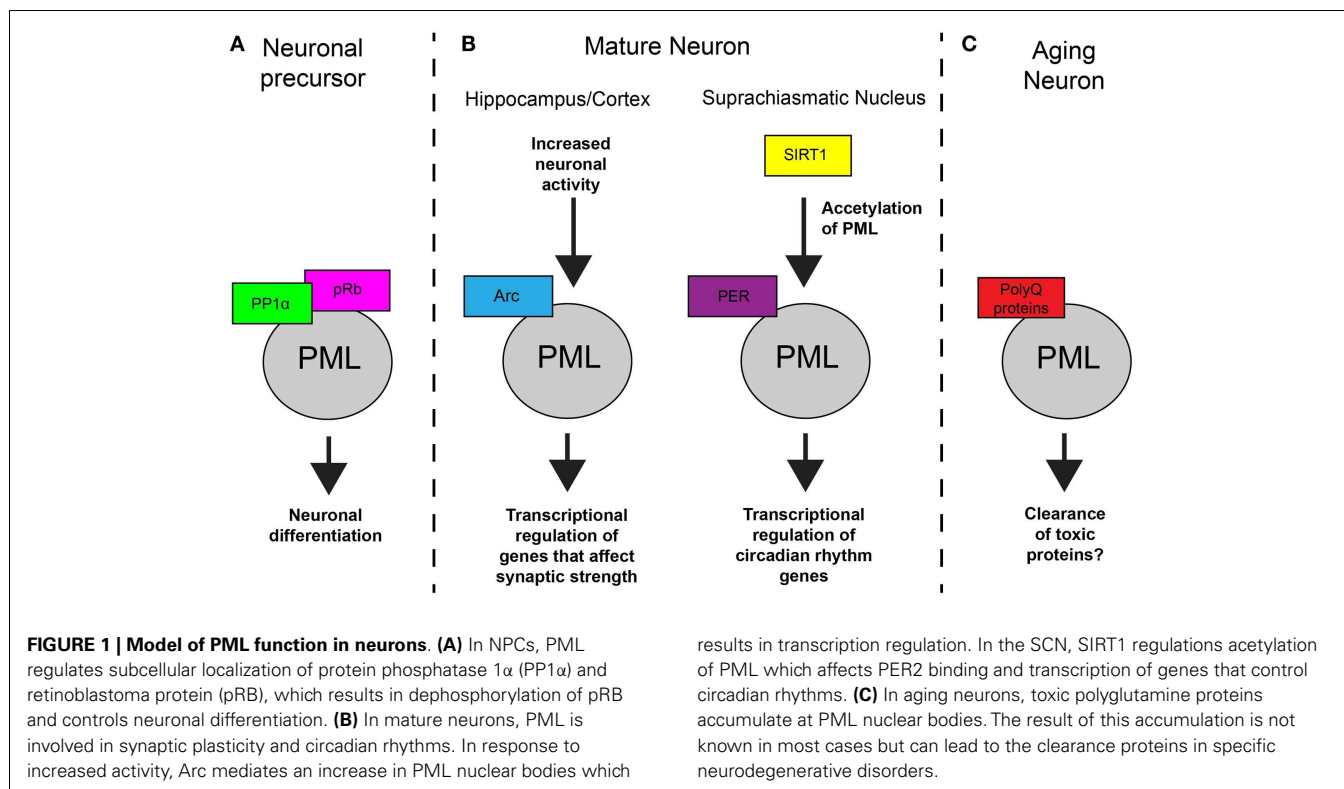 A
Neuronal
precursor
PP1α
pRb
PML
Neuronal
differentiation
B
Mature Neuron
Hippocampus/Cortex
Increased
neuronal
activity
Arc
PML
Transcriptional
regulation of
genes that affect
synaptic strength
Suprachiasmatic Nucleus
SIRT1
Accetylation
of PML
PER
PML
Transcriptional
regulation of
circadian rhythm
genes
C
Aging
Neuron
PolyQ
proteins
PML
Clearance
of toxic
proteins?
FIGURE 1 | Model of PML function in neurons. (A) In NPCs, PML
regulates subcellular localization of protein phosphatase 1α (PP1α) and
retinoblastoma protein (pRB), which results in dephosphorylation of pRB
and controls neuronal differentiation. (B) In mature neurons, PML is
involved in synaptic plasticity and circadian rhythms. In response to
increased activity, Arc mediates an increase in PML nuclear bodies which
results in transcription regulation. In the SCN, SIRT1 regulations acetylation
of PML which affects PER2 binding and transcription of genes that control
circadian rhythms. (C) In aging neurons, toxic polyglutamine proteins
accumulate at PML nuclear bodies. The result of this accumulation is not
known in most cases but can lead to the clearance proteins in specific
neurodegenerative disorders.